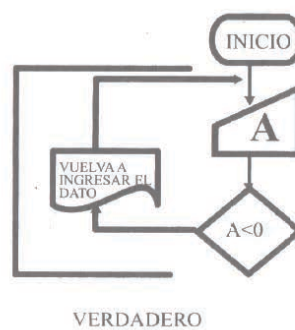 INICIO
A
VUELVA A
INGRESAR EL
DATO
A<0
VERDADERO